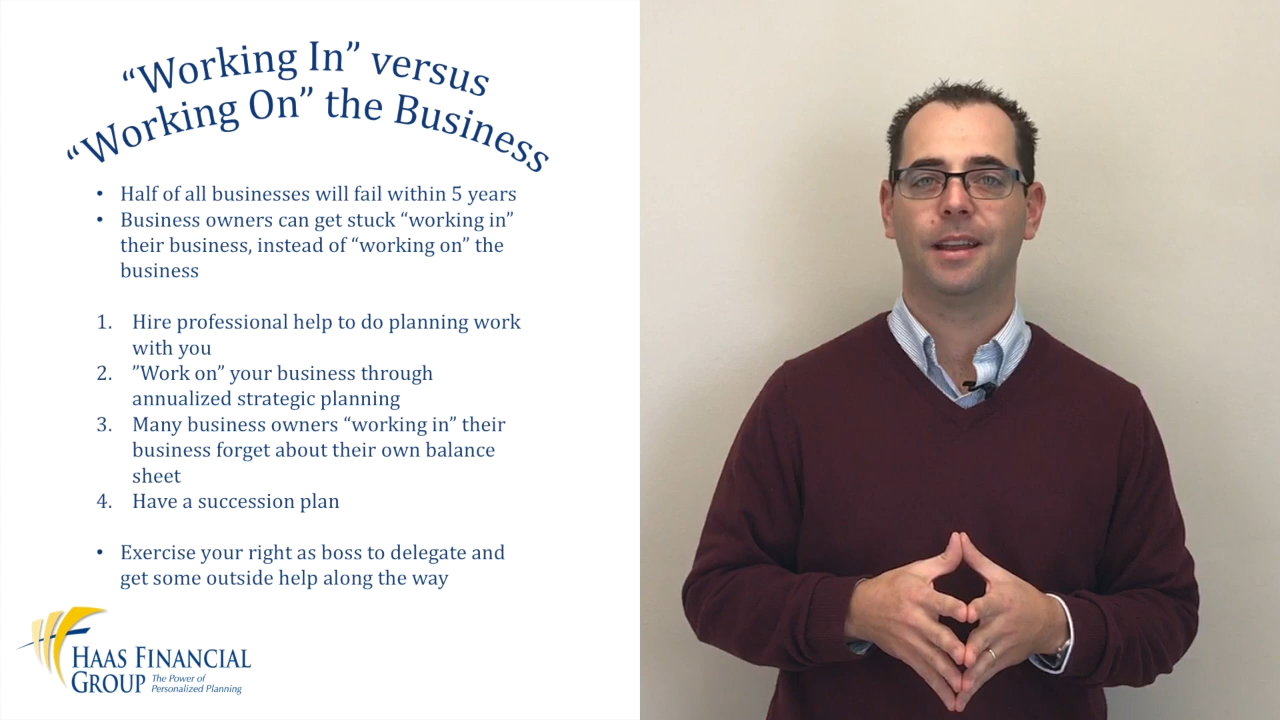 “Working In” versus
“Working On” the Business
• Half of all businesses will fail within 5 years
• Business owners can get stuck “working in”
their business, instead of “working on” the
business
1. Hire professional help to do planning work
with you
2. ”Work on” your business through
annualized strategic planning
3. Many business owners “working in” their
business forget about their own balance
sheet
4. Have a succession plan
• Exercise your right as boss to delegate and
get some outside help along the way
HAAS FINANCIAL
GROUP The Power of
Personalized Planning